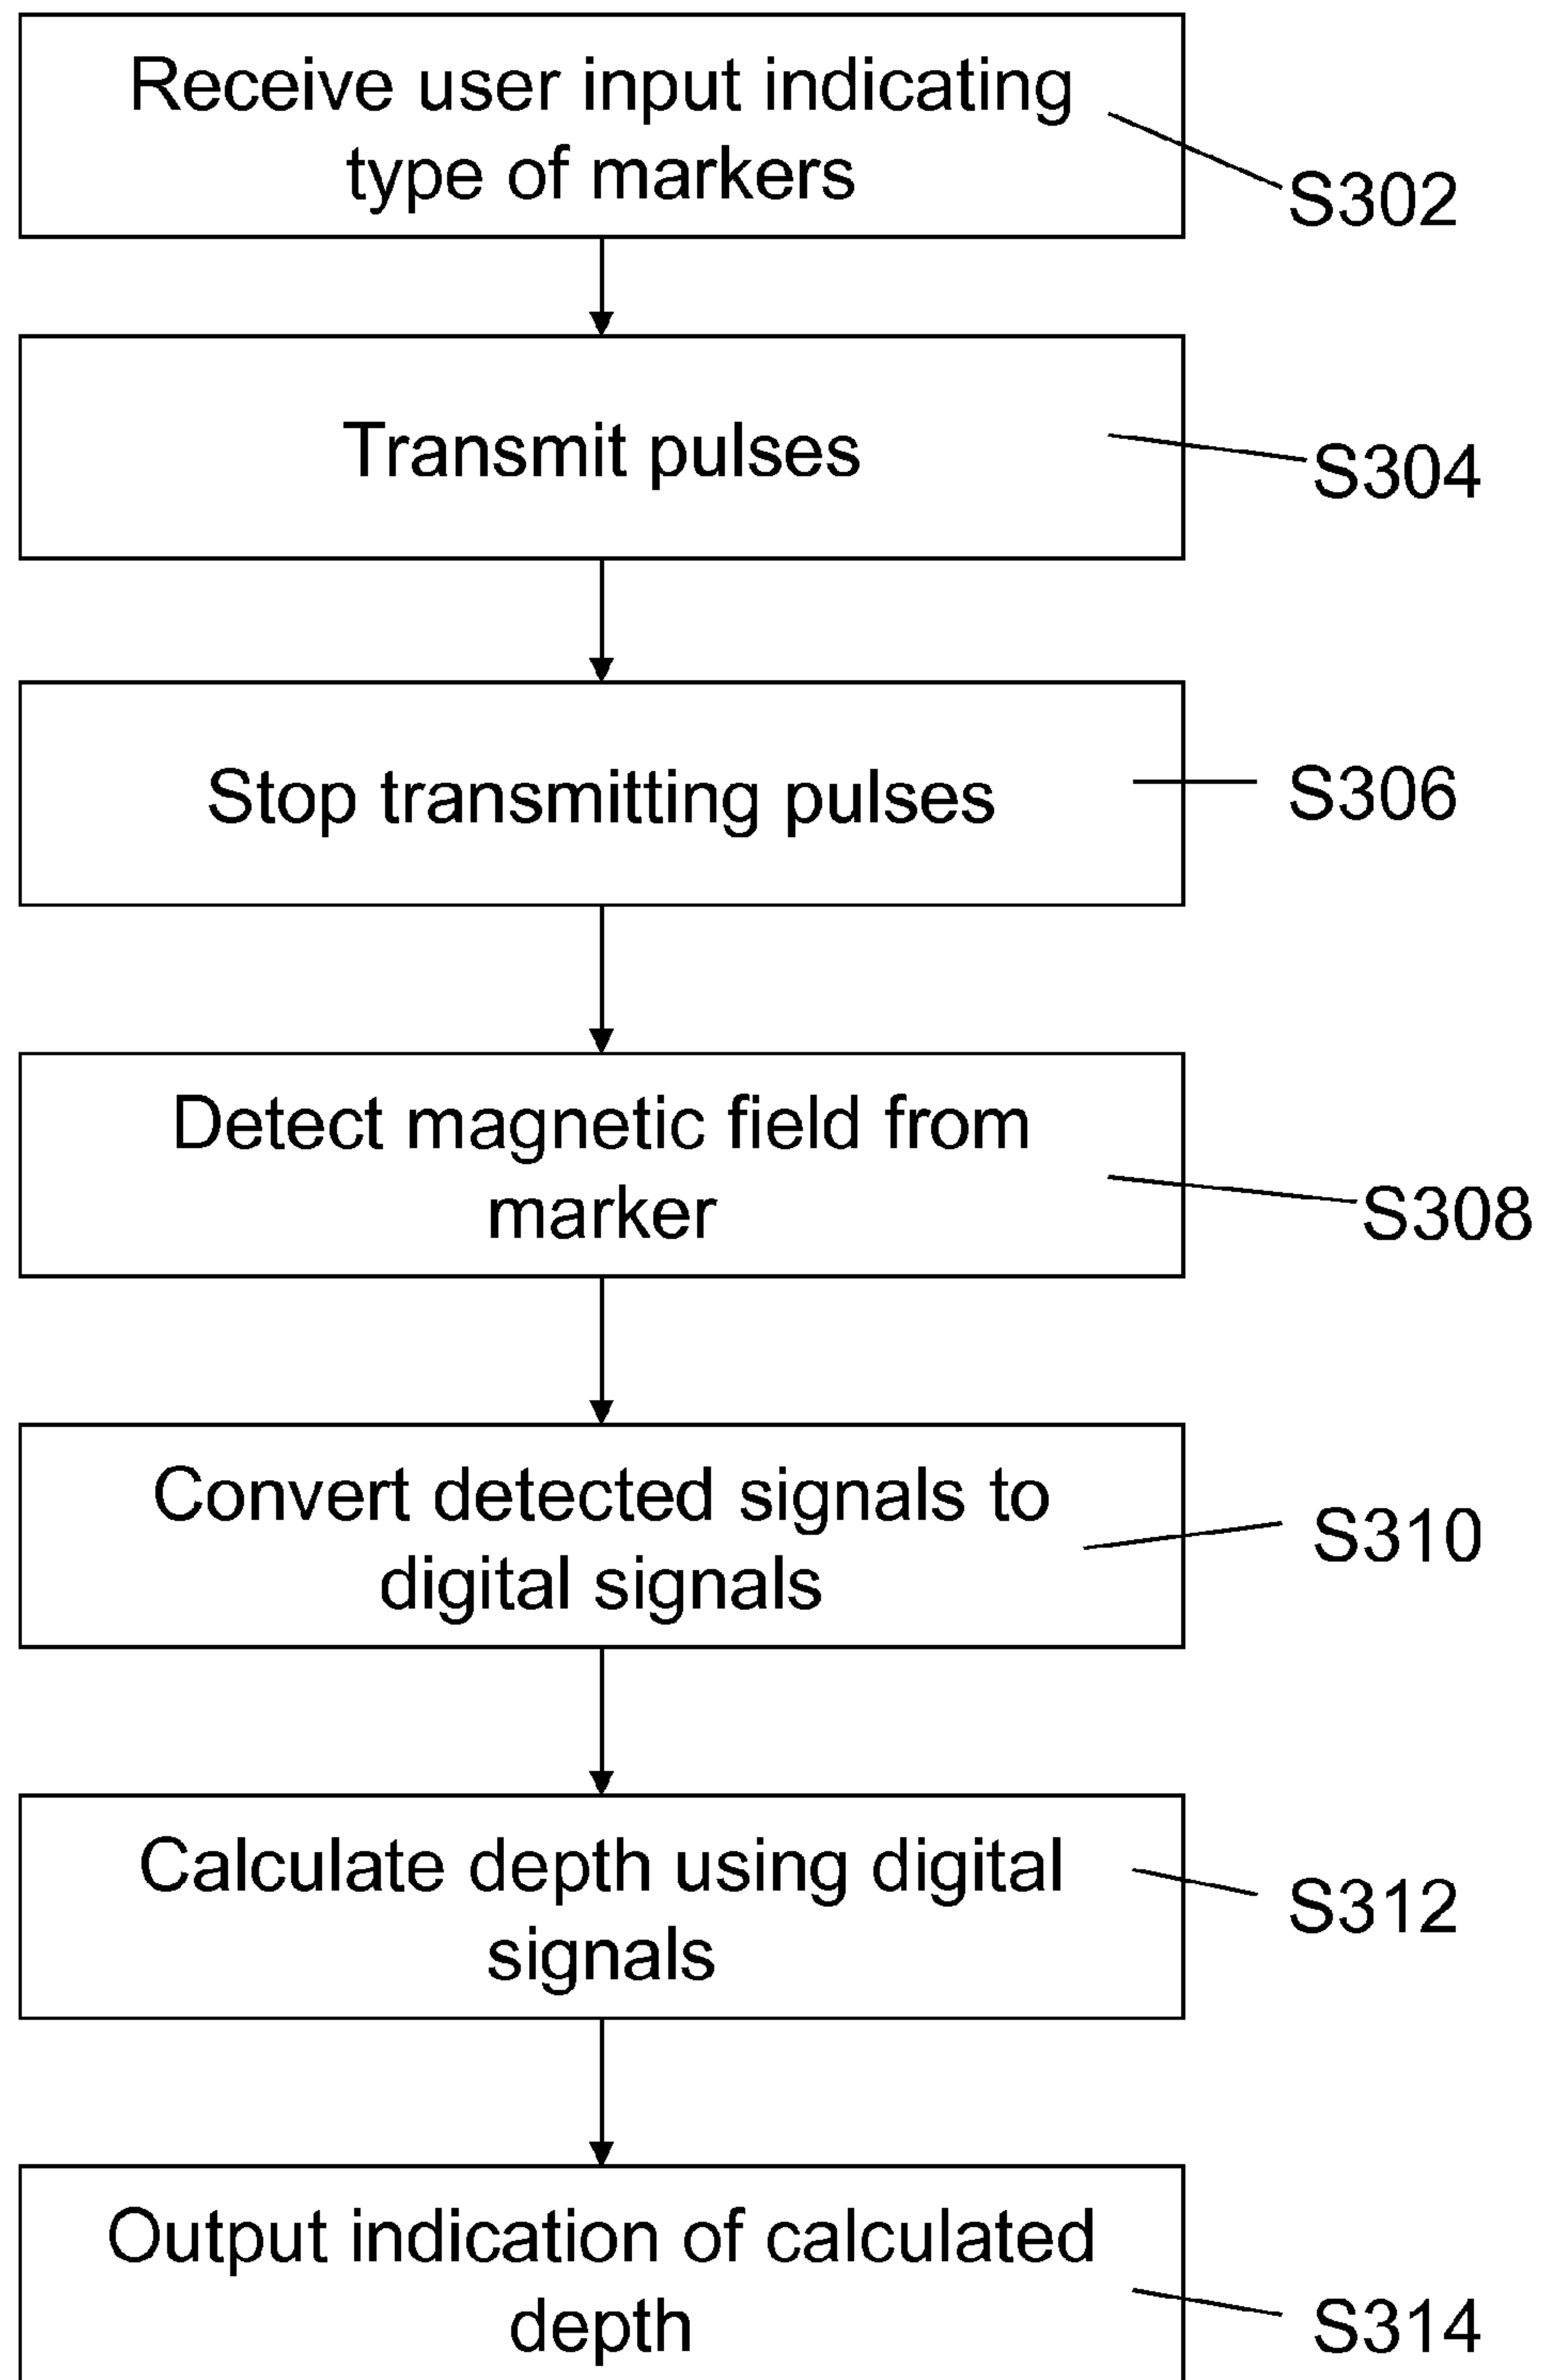 Receive user input indicating
type of markers
S302
Transmit pulses
S304
Stop transmitting pulses
S306
Detect magnetic field from
marker
S308
Convert detected signals to
digital signals
S310
Calculate depth using digital
signals
S312
Output indication of calculated
depth
S314